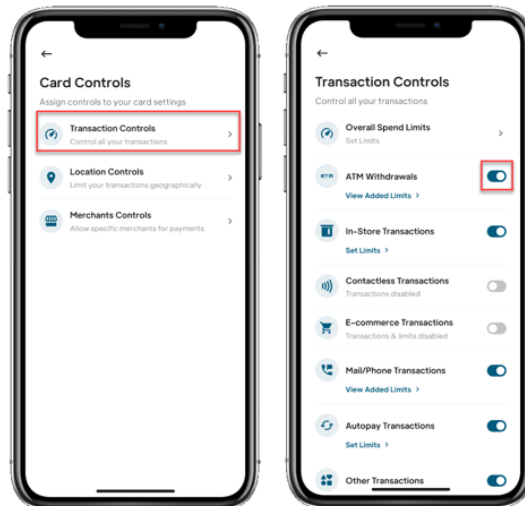 Card Controls
Assign controls to your card settings
Transaction Controls
Control all your transactions
Location Controls
Limit your transactions geographically
Merchants Controls
Allow specific merchants for payments
Transaction Controls
Control all your transactions
Overall Spend Limits
Set Limits
ATM
ATM Withdrawals
View Added Limits >
In-Store Transactions
Set Limits >
Contactless Transactions
Transactions disabled
E-commerce Transactions
Transactions & limits disabled
Mail/Phone Transactions
View Added Limits >
Autopay Transactions
Set Limits >
Other Transactions